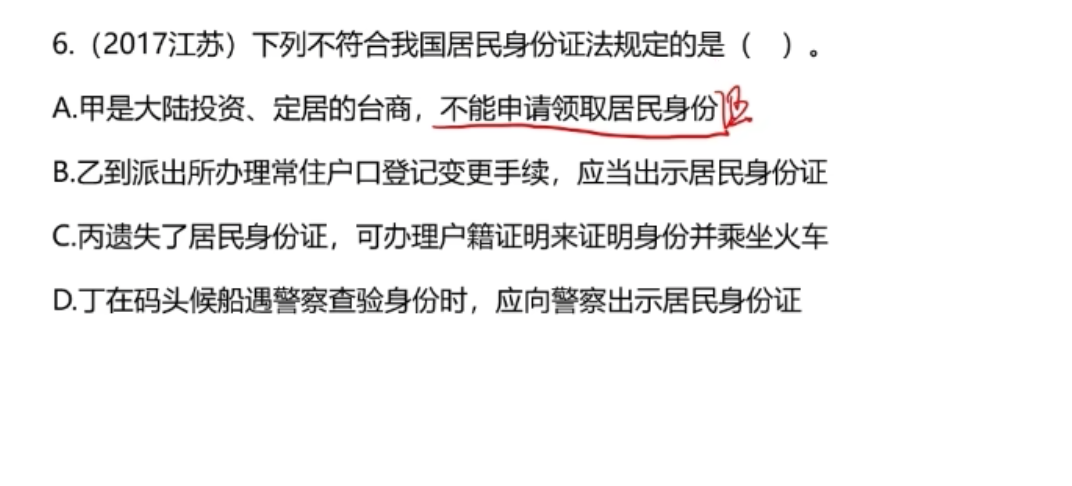 6.（2017江苏）下列不符合我国居民身份证法规定的是（　）。
A.甲是大陆投资、定居的台商，不能申请领取居民身份证
B.乙到派出所办理常住户口登记变更手续，应当出示居民身份证
C.丙遗失了居民身份证，可办理户籍证明来证明身份并乘坐火车
D.丁在码头候船遇警察查验身份时，应向警察出示居民身份证